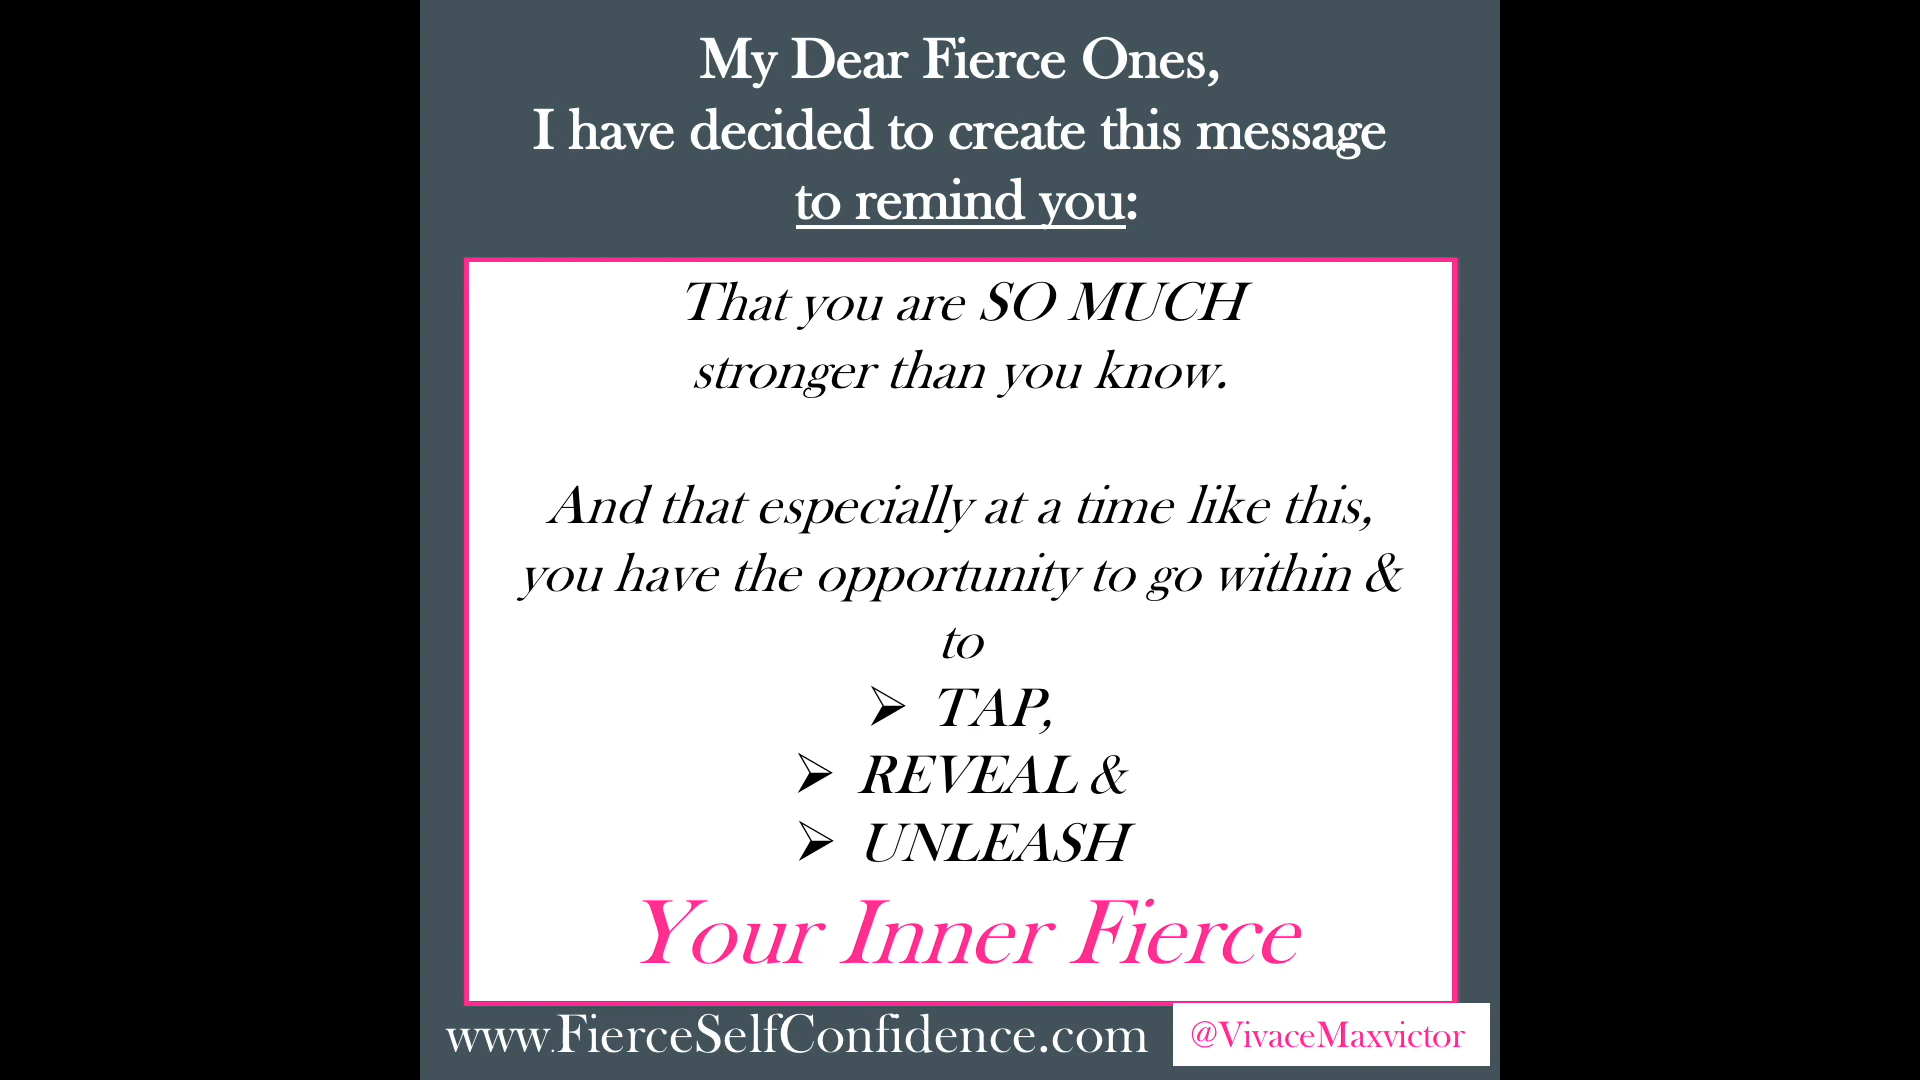 My Dear Fierce Ones,
I have decided to create this message
to remind you:
That you are SO MUCH
stronger than you know.
And that especially at a time like this,
you have the opportunity to go within &
to
➢ TAP,
➢ REVEAL &
➢ UNLEASH
Your Inner Fierce
www.FierceSelfConfidence.com
@VivaceMaxvictor